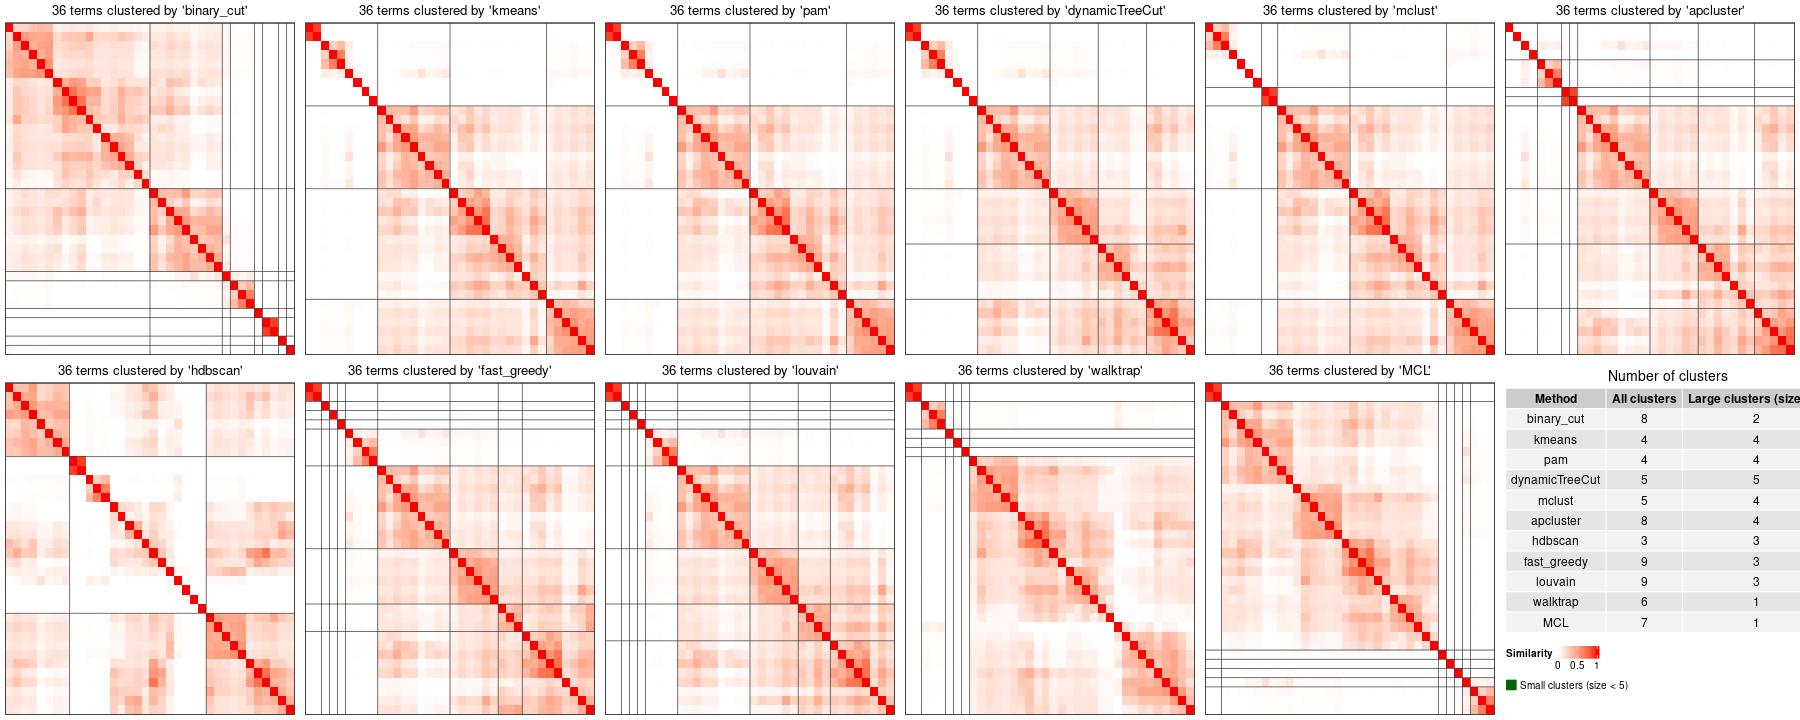 36 terms clustered by 'binary_cut'
36 terms clustered by 'kmeans'
36 terms clustered by 'pam'
36 terms clustered by 'dynamicTreeCut'
36 terms clustered by 'mclust'
36 terms clustered by 'apcluster'
36 terms clustered by 'hdbscan'
36 terms clustered by 'fast_greedy'
36 terms clustered by 'louvain'
36 terms clustered by 'walktrap'
36 terms clustered by 'MCL'
Number of clusters
Method All clusters Large clusters (size
binary_cut 8 2
kmeans 4 4
pam 4 4
dynamicTreeCut 5 5
mclust 5 4
apcluster 8 4
hdbscan 3 3
fast_greedy 9 3
louvain 9 3
walktrap 6 1
MCL 7 1
Similarity
0 0.5 1
Small clusters (size < 5)